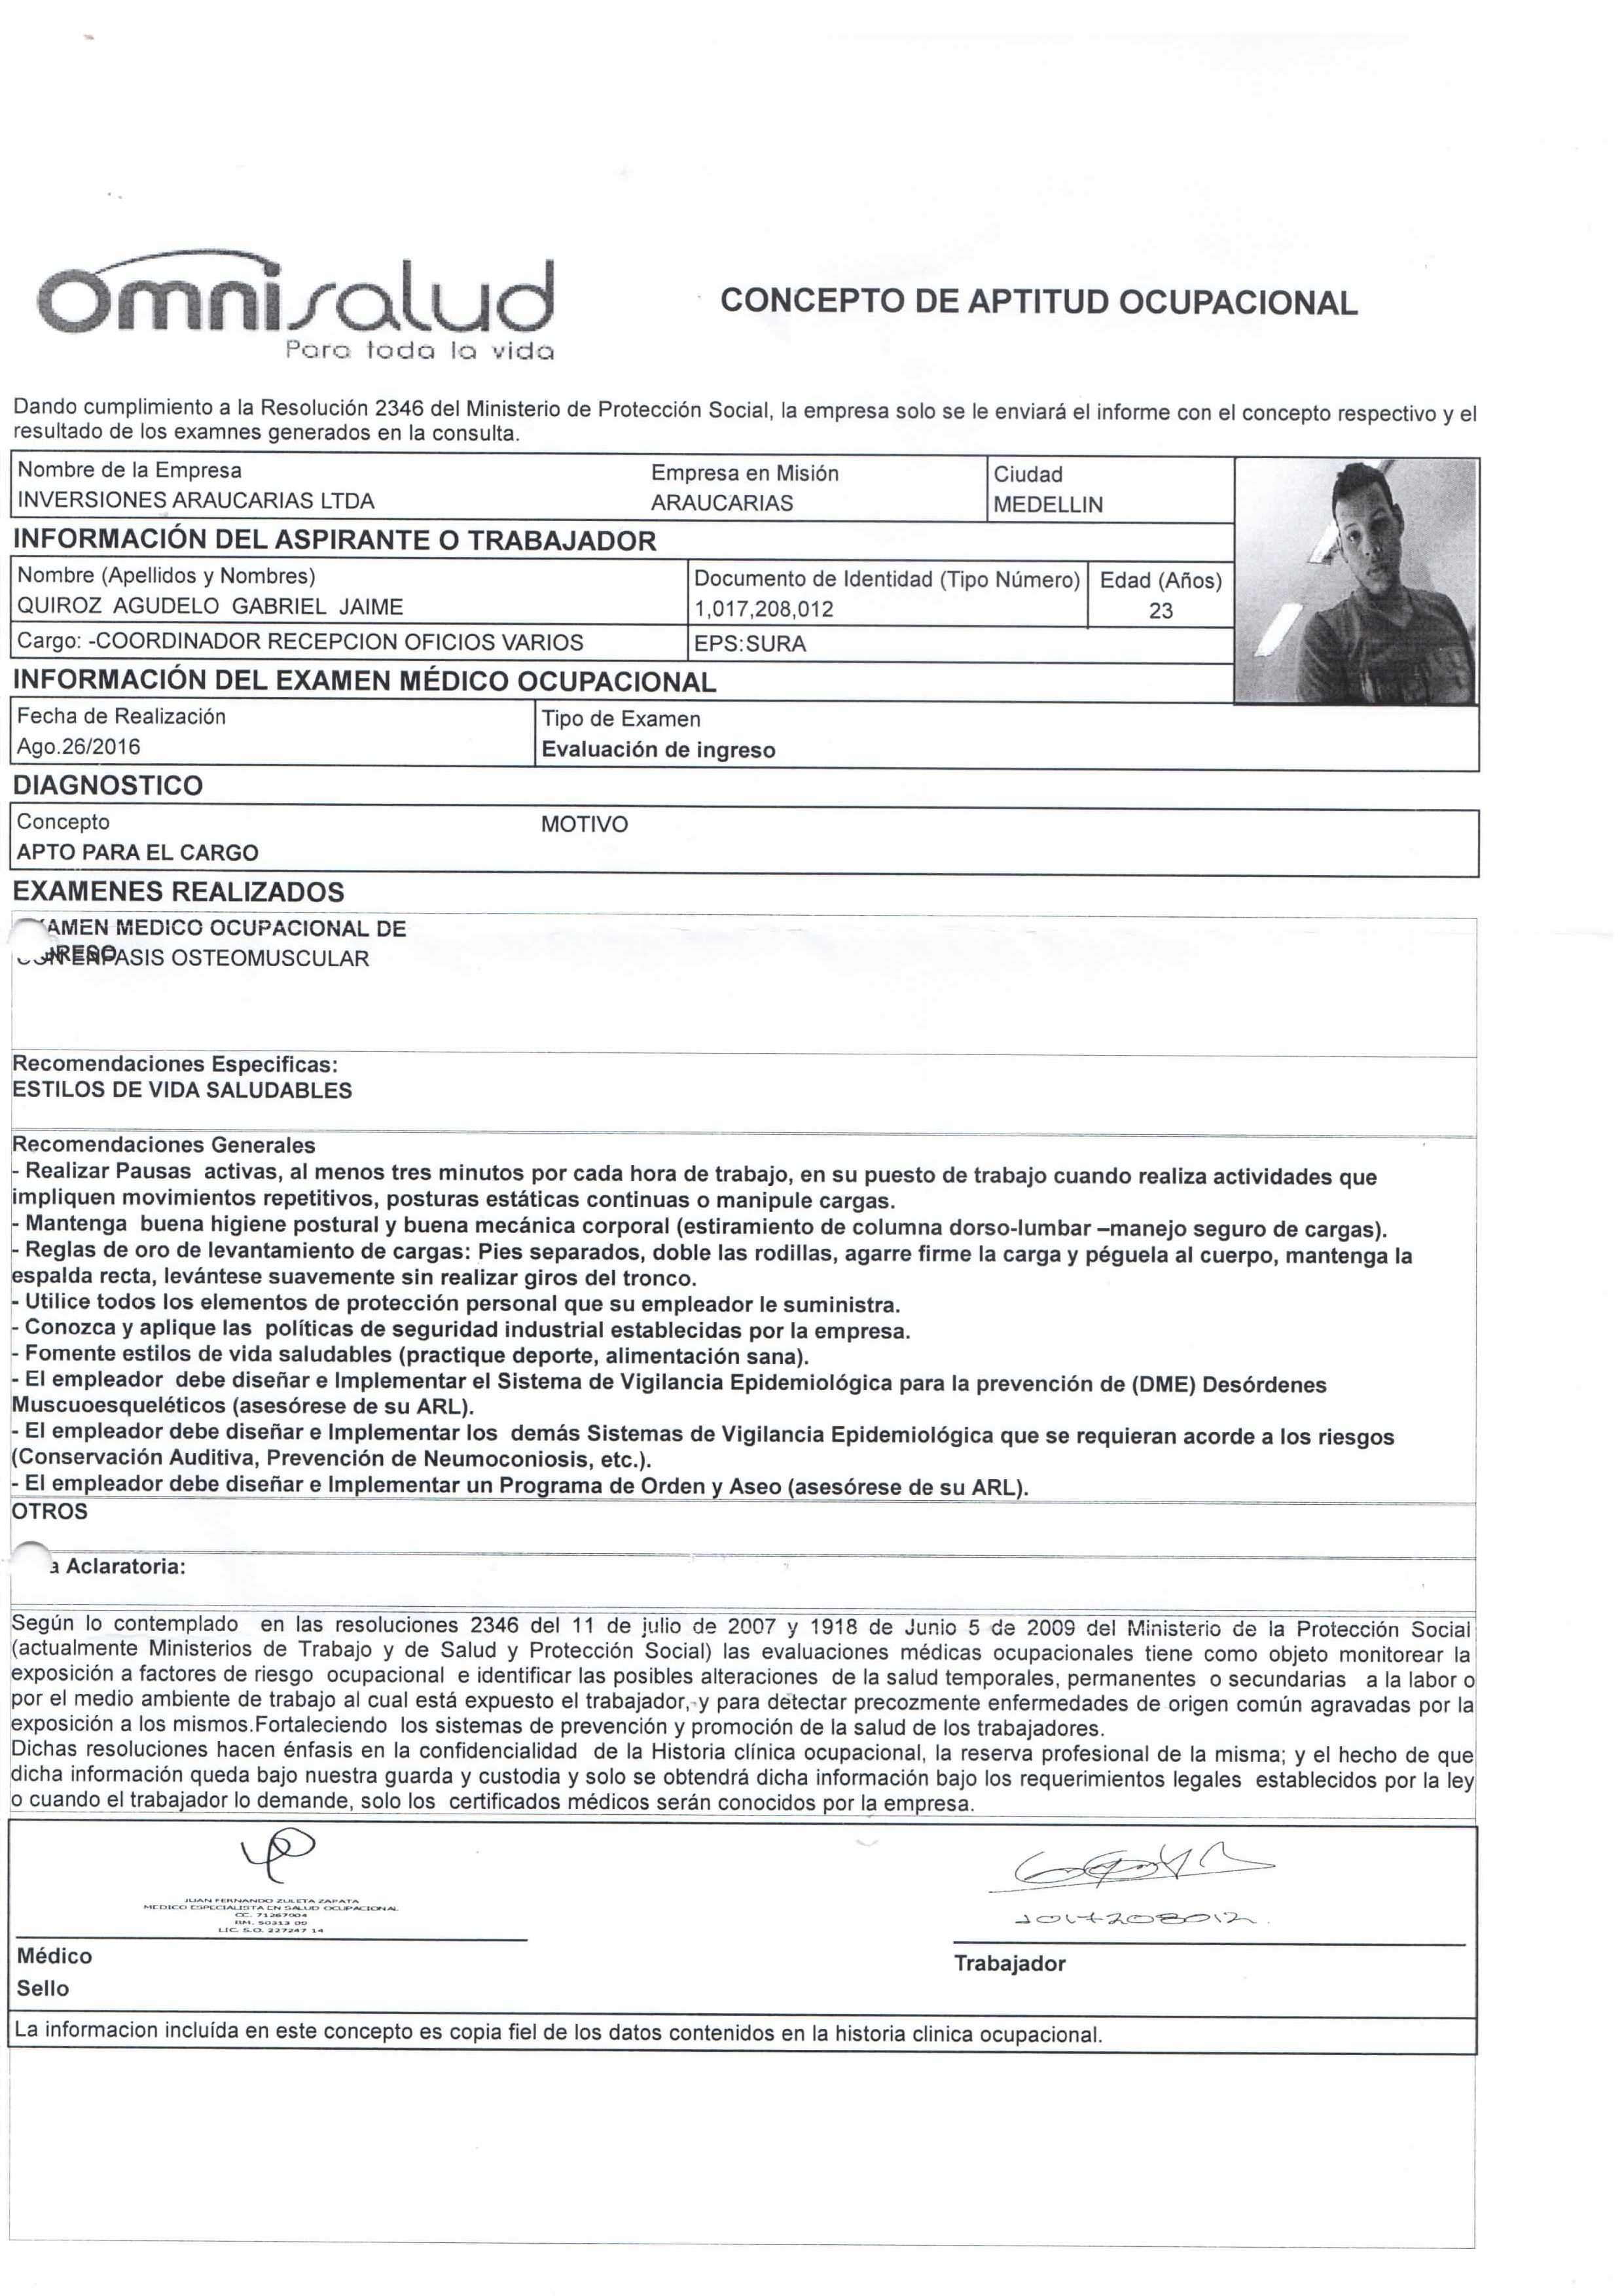 omnisalud
Para toda la vida
CONCEPTO DE APTITUD OCUPACIONAL
Dando cumplimiento a la Resolución 2346 del Ministerio de Protección Social, la empresa solo se le enviará el informe con el concepto respectivo y el
resultado de los examnes generados en la consulta.
Nombre de la Empresa Empresa en Misión Ciudad
INVERSIONES ARAUCARIAS LTDA ARAUCARIAS MEDELLIN
INFORMACIÓN DEL ASPIRANTE O TRABAJADOR
Nombre (Apellidos y Nombres) Documento de Identidad (Tipo Número) Edad (Años)
QUIROZ AGUDELO GABRIEL JAIME 1,017,208,012 23
Cargo: -COORDINADOR RECEPCION OFICIOS VARIOS EPS:SURA
INFORMACIÓN DEL EXAMEN MÉDICO OCUPACIONAL
Fecha de Realización Tipo de Examen
Ago.26/2016 Evaluación de ingreso
DIAGNOSTICO
Concepto MOTIVO
APTO PARA EL CARGO
EXAMENES REALIZADOS
AMEN MEDICO OCUPACIONAL DE
OSTEOMUSCULAR
Recomendaciones Especificas:
ESTILOS DE VIDA SALUDABLES
Recomendaciones Generales
- Realizar Pausas activas, al menos tres minutos por cada hora de trabajo, en su puesto de trabajo cuando realiza actividades que
impliquen movimientos repetitivos, posturas estáticas continuas o manipule cargas.
- Mantenga buena higiene postural y buena mecánica corporal (estiramiento de columna dorso-lumbar –manejo seguro de cargas).
- Reglas de oro de levantamiento de cargas: Pies separados, doble las rodillas, agarre firme la carga y péguela al cuerpo, mantenga la
espalda recta, levántese suavemente sin realizar giros del tronco.
- Utilice todos los elementos de protección personal que su empleador le suministra.
- Conozca y aplique las políticas de seguridad industrial establecidas por la empresa.
- Fomente estilos de vida saludables (practique deporte, alimentación sana).
- El empleador debe diseñar e Implementar el Sistema de Vigilancia Epidemiológica para la prevención de (DME) Desórdenes
Muscuoesqueléticos (asesórese de su ARL).
- El empleador debe diseñar e Implementar los demás Sistemas de Vigilancia Epidemiológica que se requieran acorde a los riesgos
(Conservación Auditiva, Prevención de Neumoconiosis, etc.).
- El empleador debe diseñar e Implementar un Programa de Orden y Aseo (asesórese de su ARL).
OTROS
a Aclaratoria:
Según lo contemplado en las resoluciones 2346 del 11 de julio de 2007 y 1918 de Junio 5 de 2009 del Ministerio de la Protección Social
(actualmente Ministerios de Trabajo y de Salud y Protección Social) las evaluaciones médicas ocupacionales tiene como objeto monitorear la
exposición a factores de riesgo ocupacional e identificar las posibles alteraciones de la salud temporales, permanentes o secundarias a la labor o
por el medio ambiente de trabajo al cual está expuesto el trabajador, y para detectar precozmente enfermedades de origen común agravadas por la
exposición a los mismos.Fortaleciendo los sistemas de prevención y promoción de la salud de los trabajadores.
Dichas resoluciones hacen énfasis en la confidencialidad de la Historia clínica ocupacional, la reserva profesional de la misma; y el hecho de que
dicha información queda bajo nuestra guarda y custodia y solo se obtendrá dicha información bajo los requerimientos legales establecidos por la ley
o cuando el trabajador lo demande, solo los certificados médicos serán conocidos por la empresa.
JUAN FERNANDO ZULETA ZAPATA
MEDICO ESPECIALISTA EN SALUD OCUPACIONAL
CC. 71267004
RM. 50313 00
LIC. S.O. 227247 14
1017208012.
Médico Trabajador
Sello
La informacion incluída en este concepto es copia fiel de los datos contenidos en la historia clinica ocupacional.